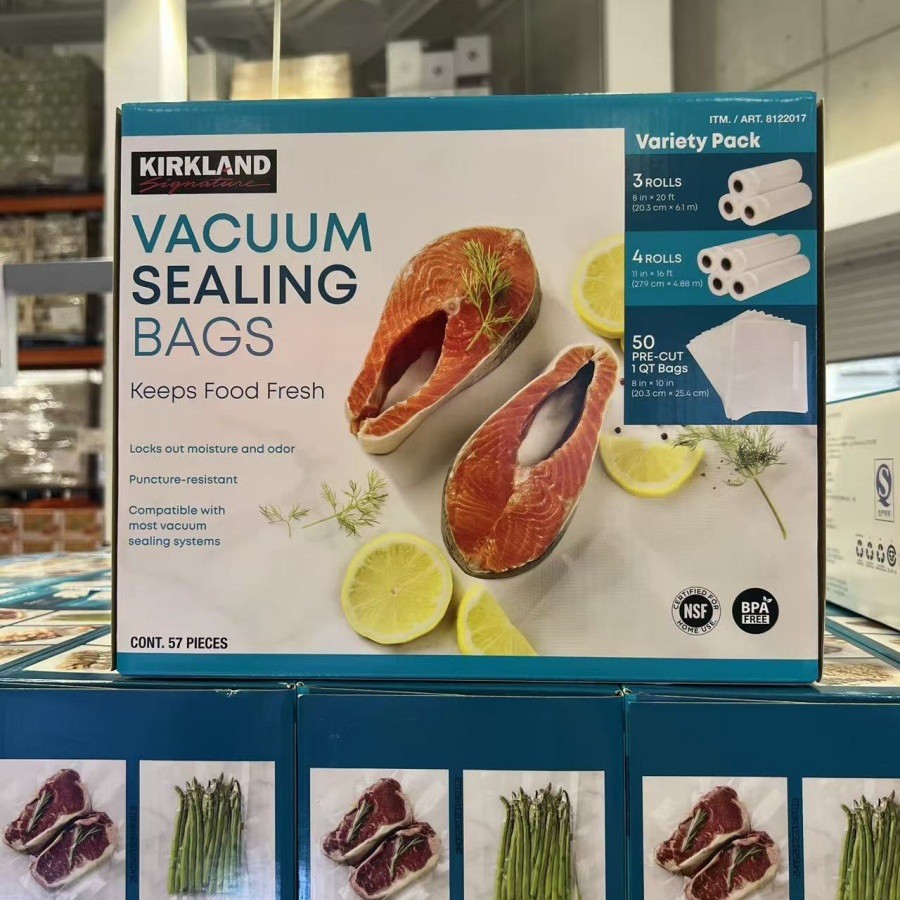 ITM. / ART. 8122017
KIRKLAND
Signature
VACUUM
SEALING
BAGS
Keeps Food Fresh
Locks out moisture and odor
Puncture-resistant
Compatible with
most vacuum
sealing systems
CONT. 57 PIECES
Variety Pack
3 ROLLS
8 in × 20 ft
(20.3 cm × 6.1 m)
4 ROLLS
11 in × 16 ft
(27.9 cm × 4.88 m)
50
PRE-CUT
1 QT Bags
8 in × 10 in
(20.3 cm × 25.4 cm)
CERTIFIED FOR
NSF
HOME USE
BPA
FREE